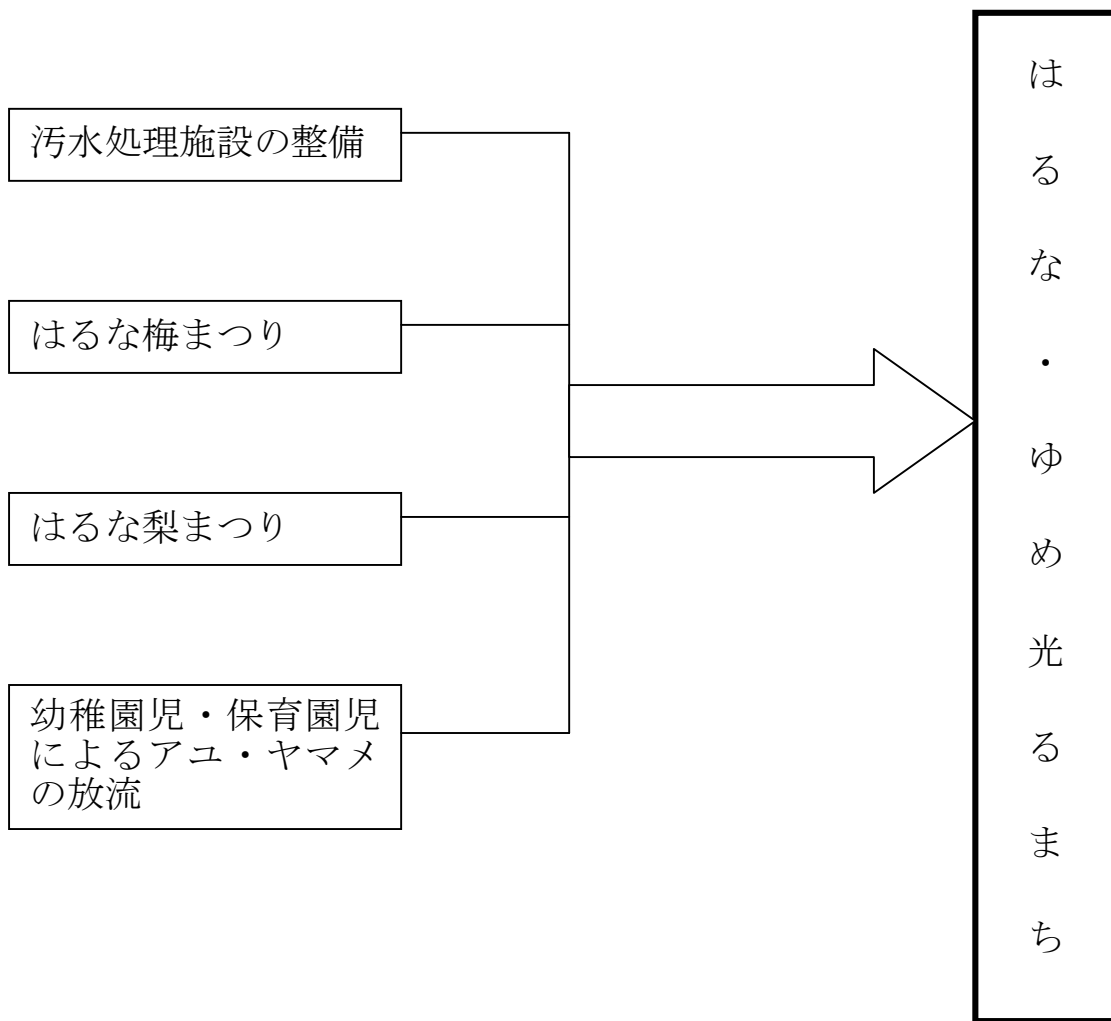 汚水処理施設の整備
はるな梅まつり
はるな梨まつり
幼稚園児・保育園児
によるアユ・ヤマメ
の放流
はるな・ゆめ光るまち